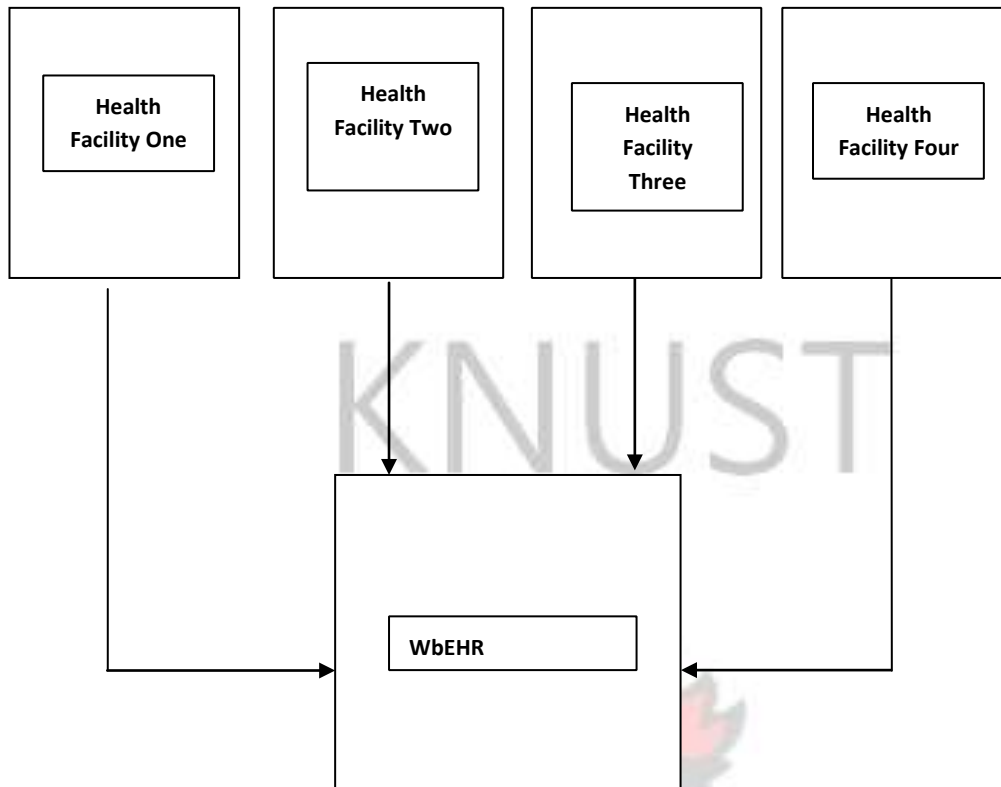 Health
Facility One
Health
Facility Two
Health
Facility
Three
Health
Facility Four
KNUST
WbEHR